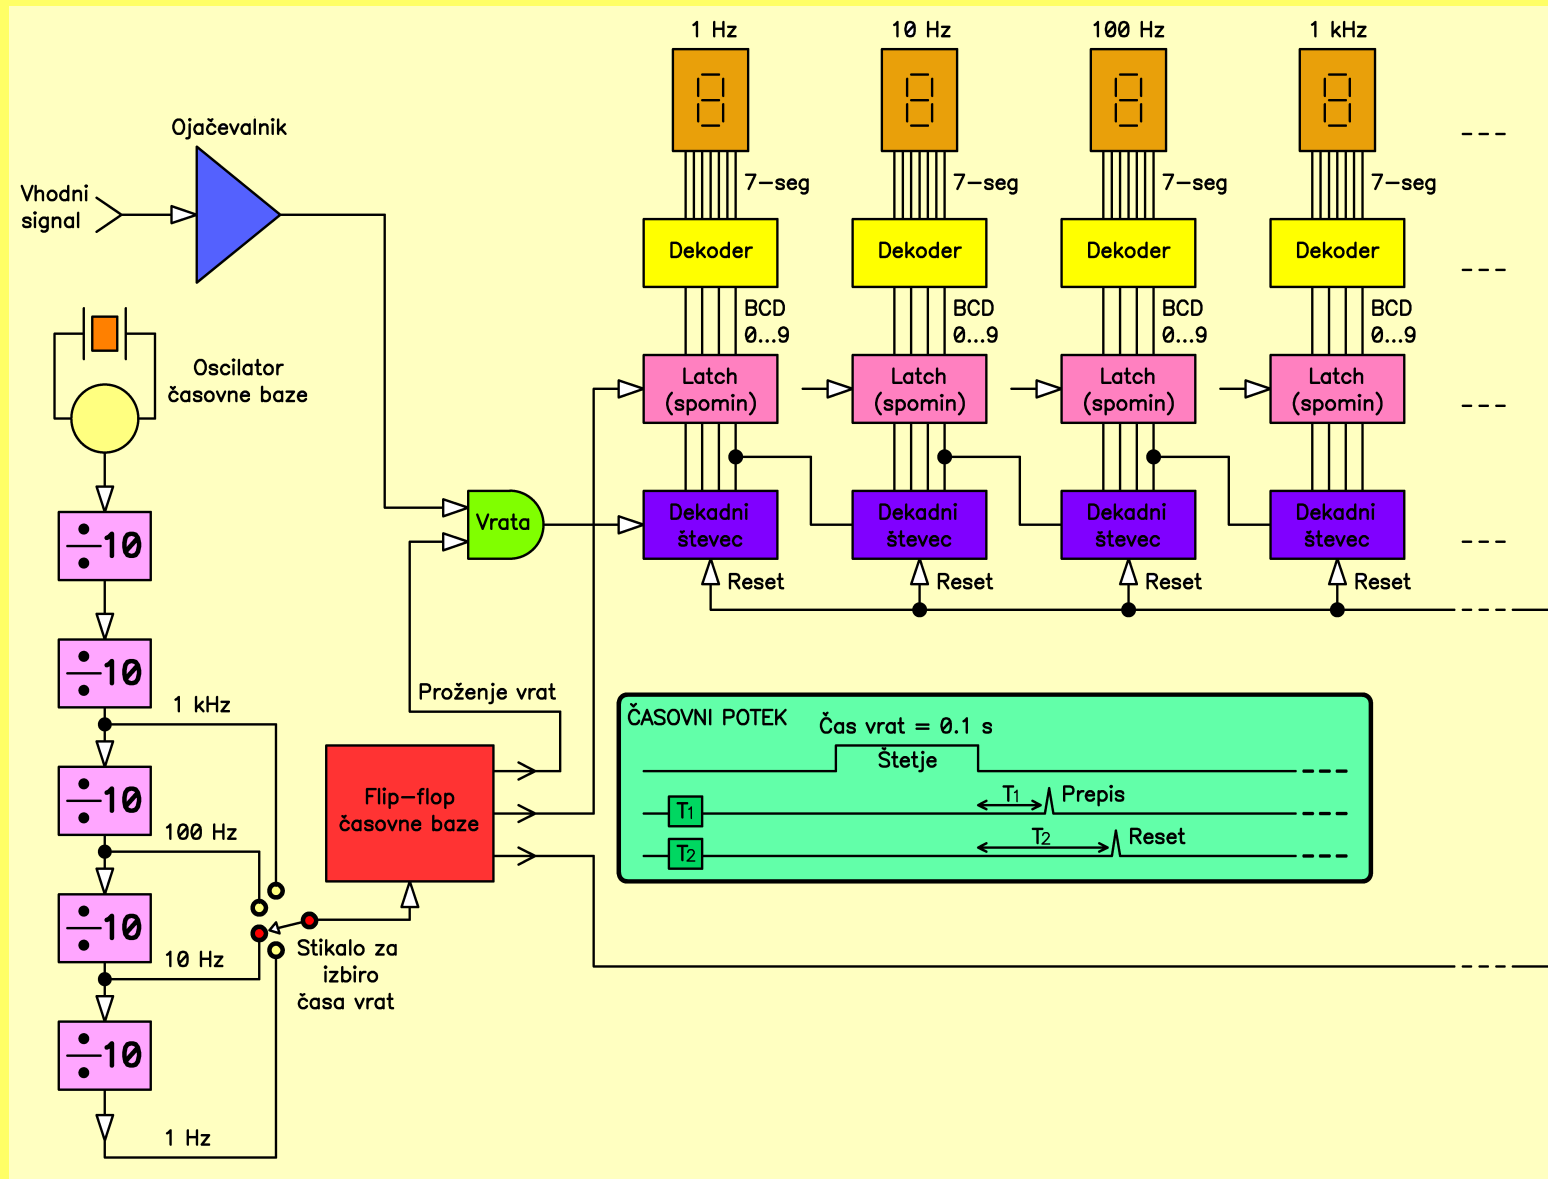 1 Hz
10 Hz
100 Hz
1 kHz
Ojačevalnik
Vhodni
signal
7-seg
7-seg
7-seg
7-seg
Dekoder
Dekoder
Dekoder
Dekoder
BCD
0...9
BCD
0...9
BCD
0...9
BCD
0...9
Oscilator
časovne baze
Latch
(spomin)
Latch
(spomin)
Latch
(spomin)
Latch
(spomin)
Vrata
Dekadni
števec
Dekadni
števec
Dekadni
števec
Dekadni
števec
Reset
Reset
Reset
Reset
÷10
÷10
÷10
÷10
÷10
1 kHz
100 Hz
10 Hz
1 Hz
Proženje vrat
Flip-flop
časovne baze
Stikalo za
izbiro
časa vrat
ČASOVNI POTEK
Čas vrat = 0.1 s
Štetje
T1
T1
Prepis
T2
T2
Reset